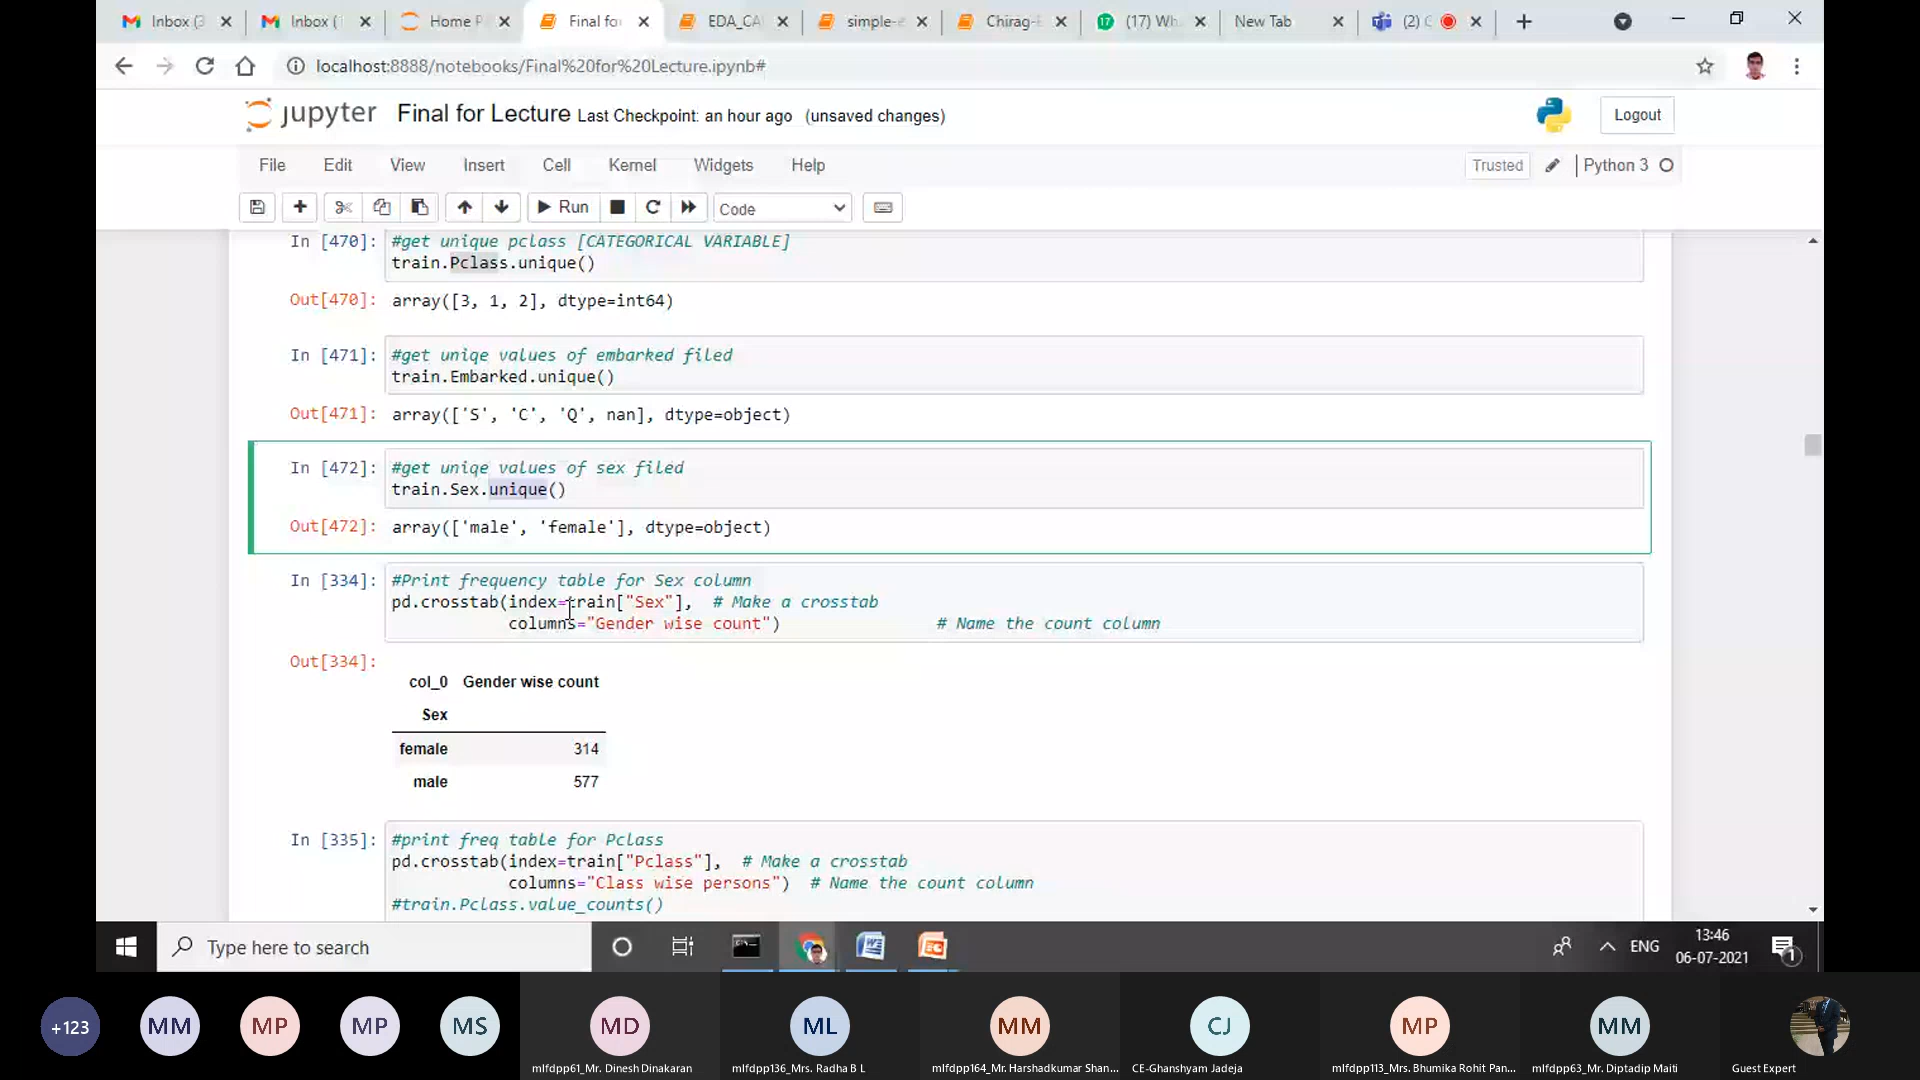 Inbox (3
Inbox (1
Home P
Final fo
EDA_CA
simple-e
Chirag-E
(17) Wh
New Tab
(2) C
localhost:8888/notebooks/Final%20for%20Lecture.ipynb#
jupyter Final for Lecture Last Checkpoint: an hour ago (unsaved changes)
Logout
File Edit View Insert Cell Kernel Widgets Help
Trusted Python 3
Run Code
In [470]: #get unique pclass [CATEGORICAL VARIABLE]
train.Pclass.unique()
Out[470]: array([3, 1, 2], dtype=int64)
In [471]: #get uniqe values of embarked filed
train.Embarked.unique()
Out[471]: array(['S', 'C', 'Q', nan], dtype=object)
In [472]: #get uniqe values of sex filed
train.Sex.unique()
Out[472]: array(['male', 'female'], dtype=object)
In [334]: #Print frequency table for Sex column
pd.crosstab(index=train["Sex"], # Make a crosstab
columns="Gender wise count") # Name the count column
Out[334]:
col_0 Gender wise count
Sex
female 314
male 577
In [335]: #print freq table for Pclass
pd.crosstab(index=train["Pclass"], # Make a crosstab
columns="Class wise persons") # Name the count column
#train.Pclass.value_counts()
Type here to search
ENG
13:46
06-07-2021
1
+123 MM MP MP MS MD ML MM CJ MP MM
mlfdpp61_Mr. Dinesh Dinakaran
mlfdpp136_Mrs. Radha B L
mlfdpp164_Mr. Harshadkumar Shan...
CE-Ghanshyam Jadeja
mlfdpp113_Mrs. Bhumika Rohit Pan...
mlfdpp63_Mr. Diptadip Maiti
Guest Expert